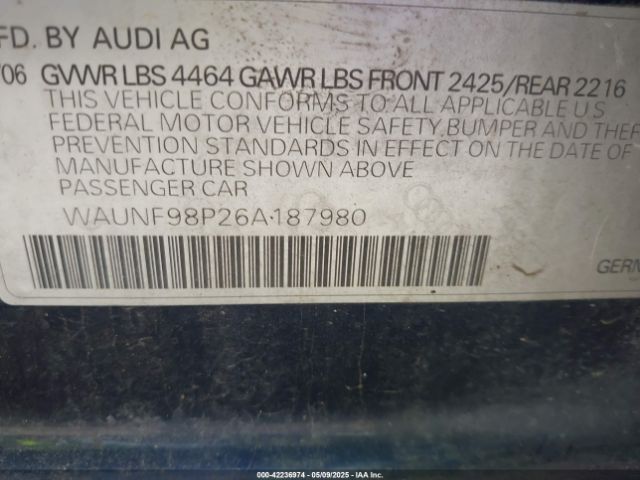 FD. BY AUDI AG
/06 GVWR LBS 4464 GAWR LBS FRONT 2425/REAR 2216
THIS VEHICLE CONFORMS TO ALL APPLICABLE U S
FEDERAL MOTOR VEHICLE SAFETY, BUMPER AND THEF
PREVENTION STANDARDS IN EFFECT ON THE DATE OF
MANUFACTURE SHOWN ABOVE
PASSENGER CAR
WAUNF98P26A187980
GERM
000-42236974 | 05/09/2025 | IAA Inc.